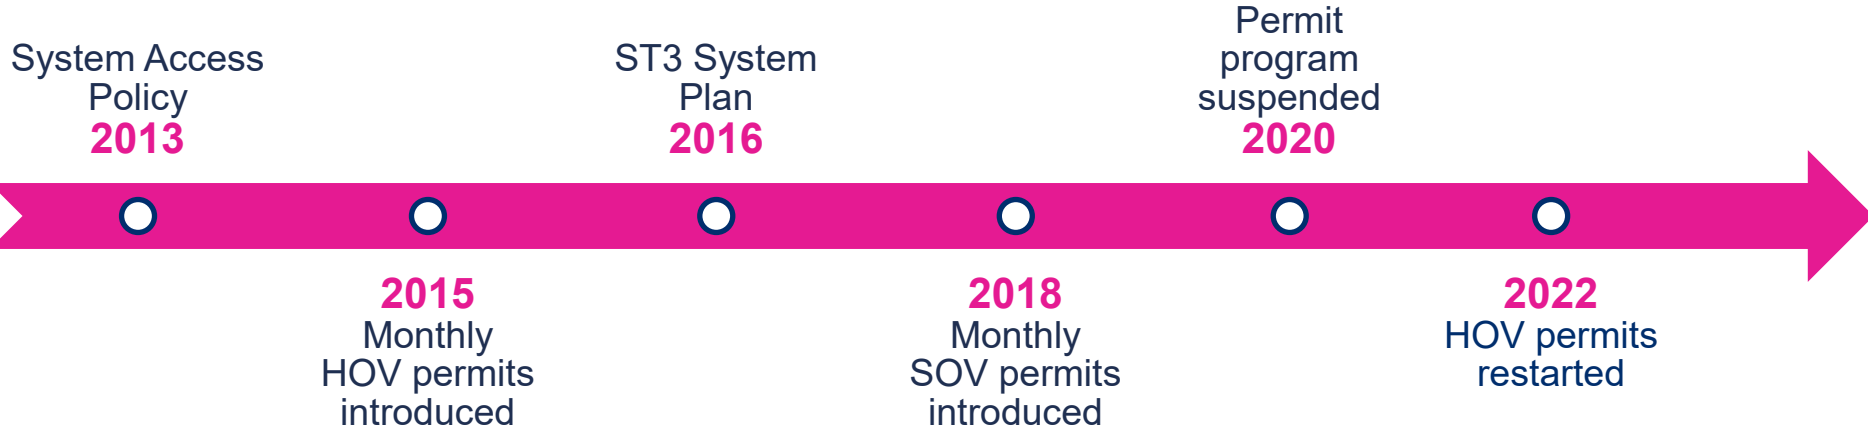 System Access
Policy
2013
2015
Monthly
HOV permits
introduced
ST3 System
Plan
2016
2018
Monthly
SOV permits
introduced
Permit
program
suspended
2020
2022
HOV permits
restarted